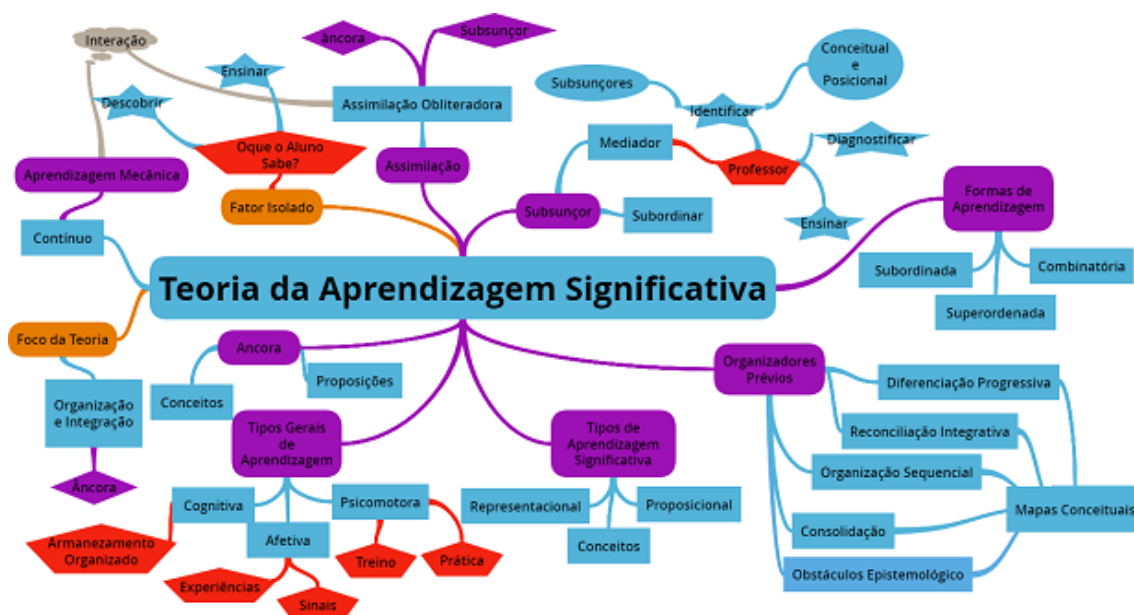 Interação
âncora
Subsunçor
Ensinar
Descobrir
Assimilação Obliteradora
Oque o Aluno
Sabe?
Aprendizagem Mecânica
Assimilação
Fator Isolado
Contínuo
Subsunçores
Conceitual
e
Posicional
Identificar
Mediador
Diagnostificar
Professor
Subsunçor
Subordinar
Ensinar
Formas de
Aprendizagem
Subordinada
Combinatória
Superordenada
Teoria da Aprendizagem Significativa
Foco da Teoria
Organização
e Integração
Âncora
Ancora
Proposições
Conceitos
Tipos Gerais
de
Aprendizagem
Cognitiva
Psicomotora
Afetiva
Armanezamento
Organizado
Experiências
Sinais
Treino
Prática
Tipos de
Aprendizagem
Significativa
Representacional
Proposicional
Conceitos
Organizadores
Prévios
Diferenciação Progressiva
Reconciliação Integrativa
Organização Sequencial
Mapas Conceituais
Consolidação
Obstáculos Epistemológico